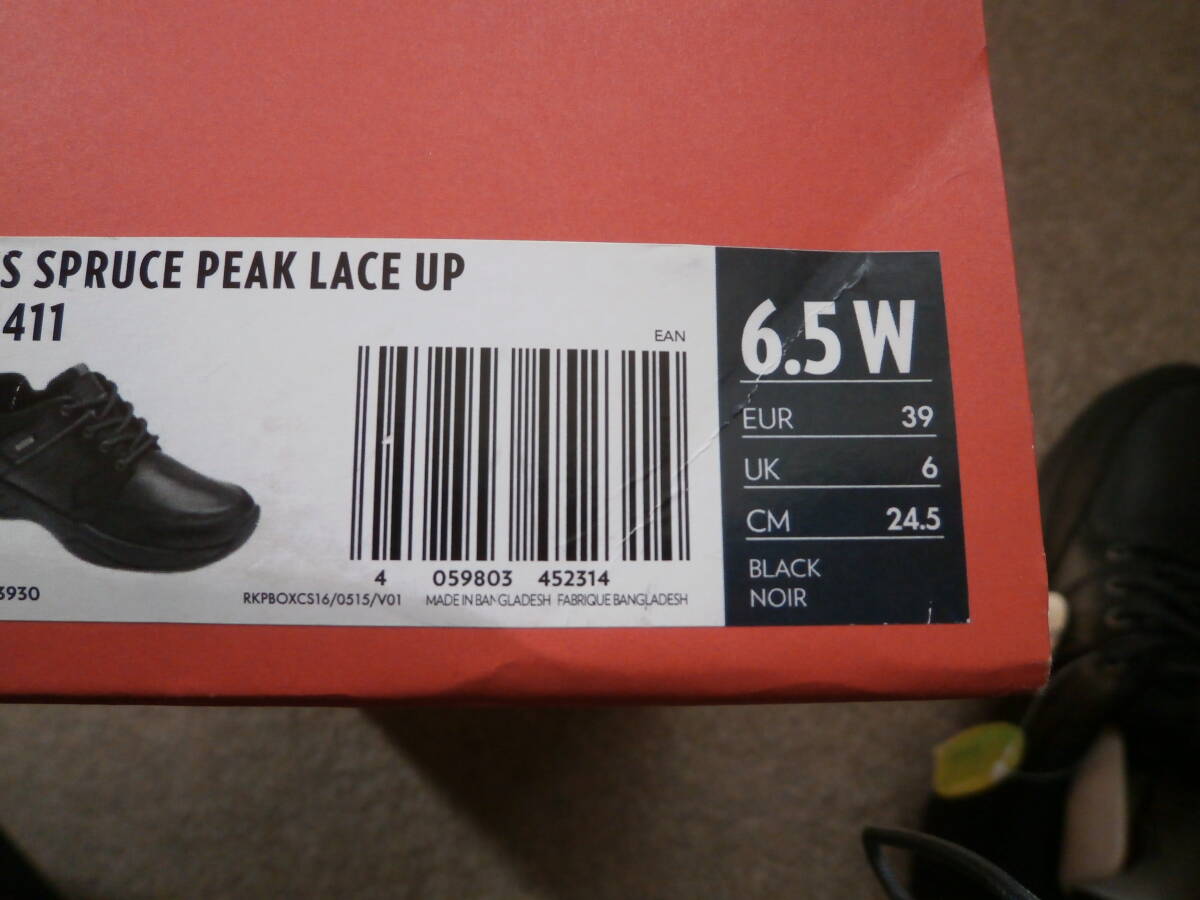 S SPRUCE PEAK LACE UP
411
EAN
4 059803 452314
3930
RKPBOXCS16/0515/V01 MADE IN BANGLADESH FABRIQUE BANGLADESH
6.5 W
EUR 39
UK 6
CM 24.5
BLACK
NOIR